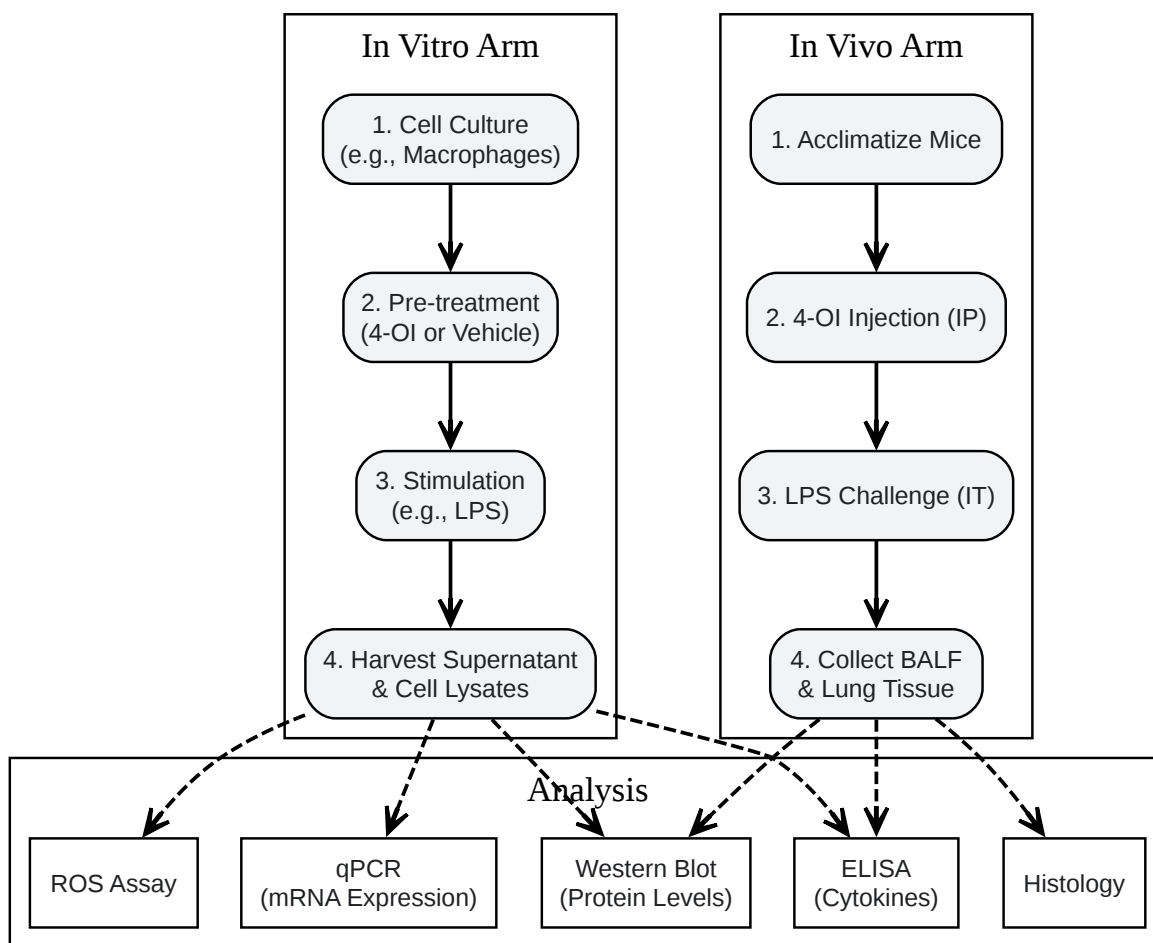 In Vitro Arm
1. Cell Culture
(e.g., Macrophages)
2. Pre-treatment
(4-OI or Vehicle)
3. Stimulation
(e.g., LPS)
4. Harvest Supernatant
& Cell Lysates
In Vivo Arm
1. Acclimatize Mice
2. 4-OI Injection (IP)
3. LPS Challenge (IT)
4. Collect BALF
& Lung Tissue
Analysis
ROS Assay
qPCR
(mRNA Expression)
Western Blot
(Protein Levels)
ELISA
(Cytokines)
Histology